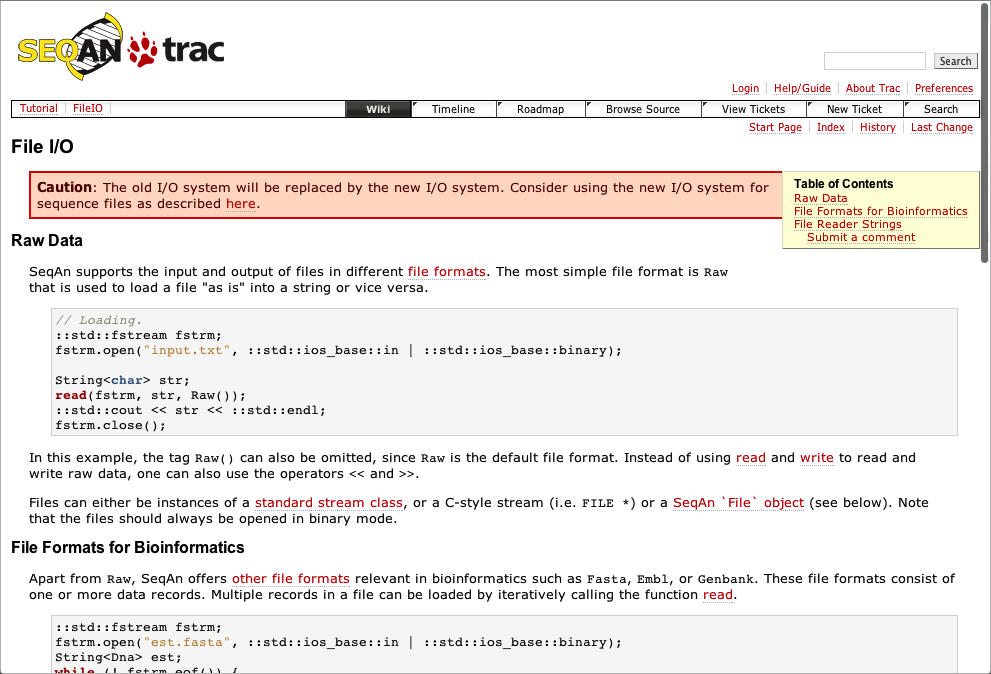 SEQAN trac
Search
Login Help/Guide About Trac Preferences
Tutorial FileIO Wiki Timeline Roadmap Browse Source View Tickets New Ticket Search
Start Page Index History Last Change
File I/O
Caution: The old I/O system will be replaced by the new I/O system. Consider using the new I/O system for
sequence files as described here.
Table of Contents
Raw Data
File Formats for Bioinformatics
File Reader Strings
Submit a comment
Raw Data
SeqAn supports the input and output of files in different file formats. The most simple file format is Raw
that is used to load a file "as is" into a string or vice versa.
// Loading.
::std::fstream fstrm;
fstrm.open("input.txt", ::std::ios_base::in | ::std::ios_base::binary);
String<char> str;
read(fstrm, str, Raw());
::std::cout << str << ::std::endl;
fstrm.close();
In this example, the tag Raw() can also be omitted, since Raw is the default file format. Instead of using read and write to read and
write raw data, one can also use the operators << and >>.
Files can either be instances of a standard stream class, or a C-style stream (i.e. FILE *) or a SeqAn `File` object (see below). Note
that the files should always be opened in binary mode.
File Formats for Bioinformatics
Apart from Raw, SeqAn offers other file formats relevant in bioinformatics such as Fasta, Embl, or Genbank. These file formats consist of
one or more data records. Multiple records in a file can be loaded by iteratively calling the function read.
::std::fstream fstrm;
fstrm.open("est.fasta", ::std::ios_base::in | ::std::ios_base::binary);
String<Dna> est;
while (! fstrm.eof()) {